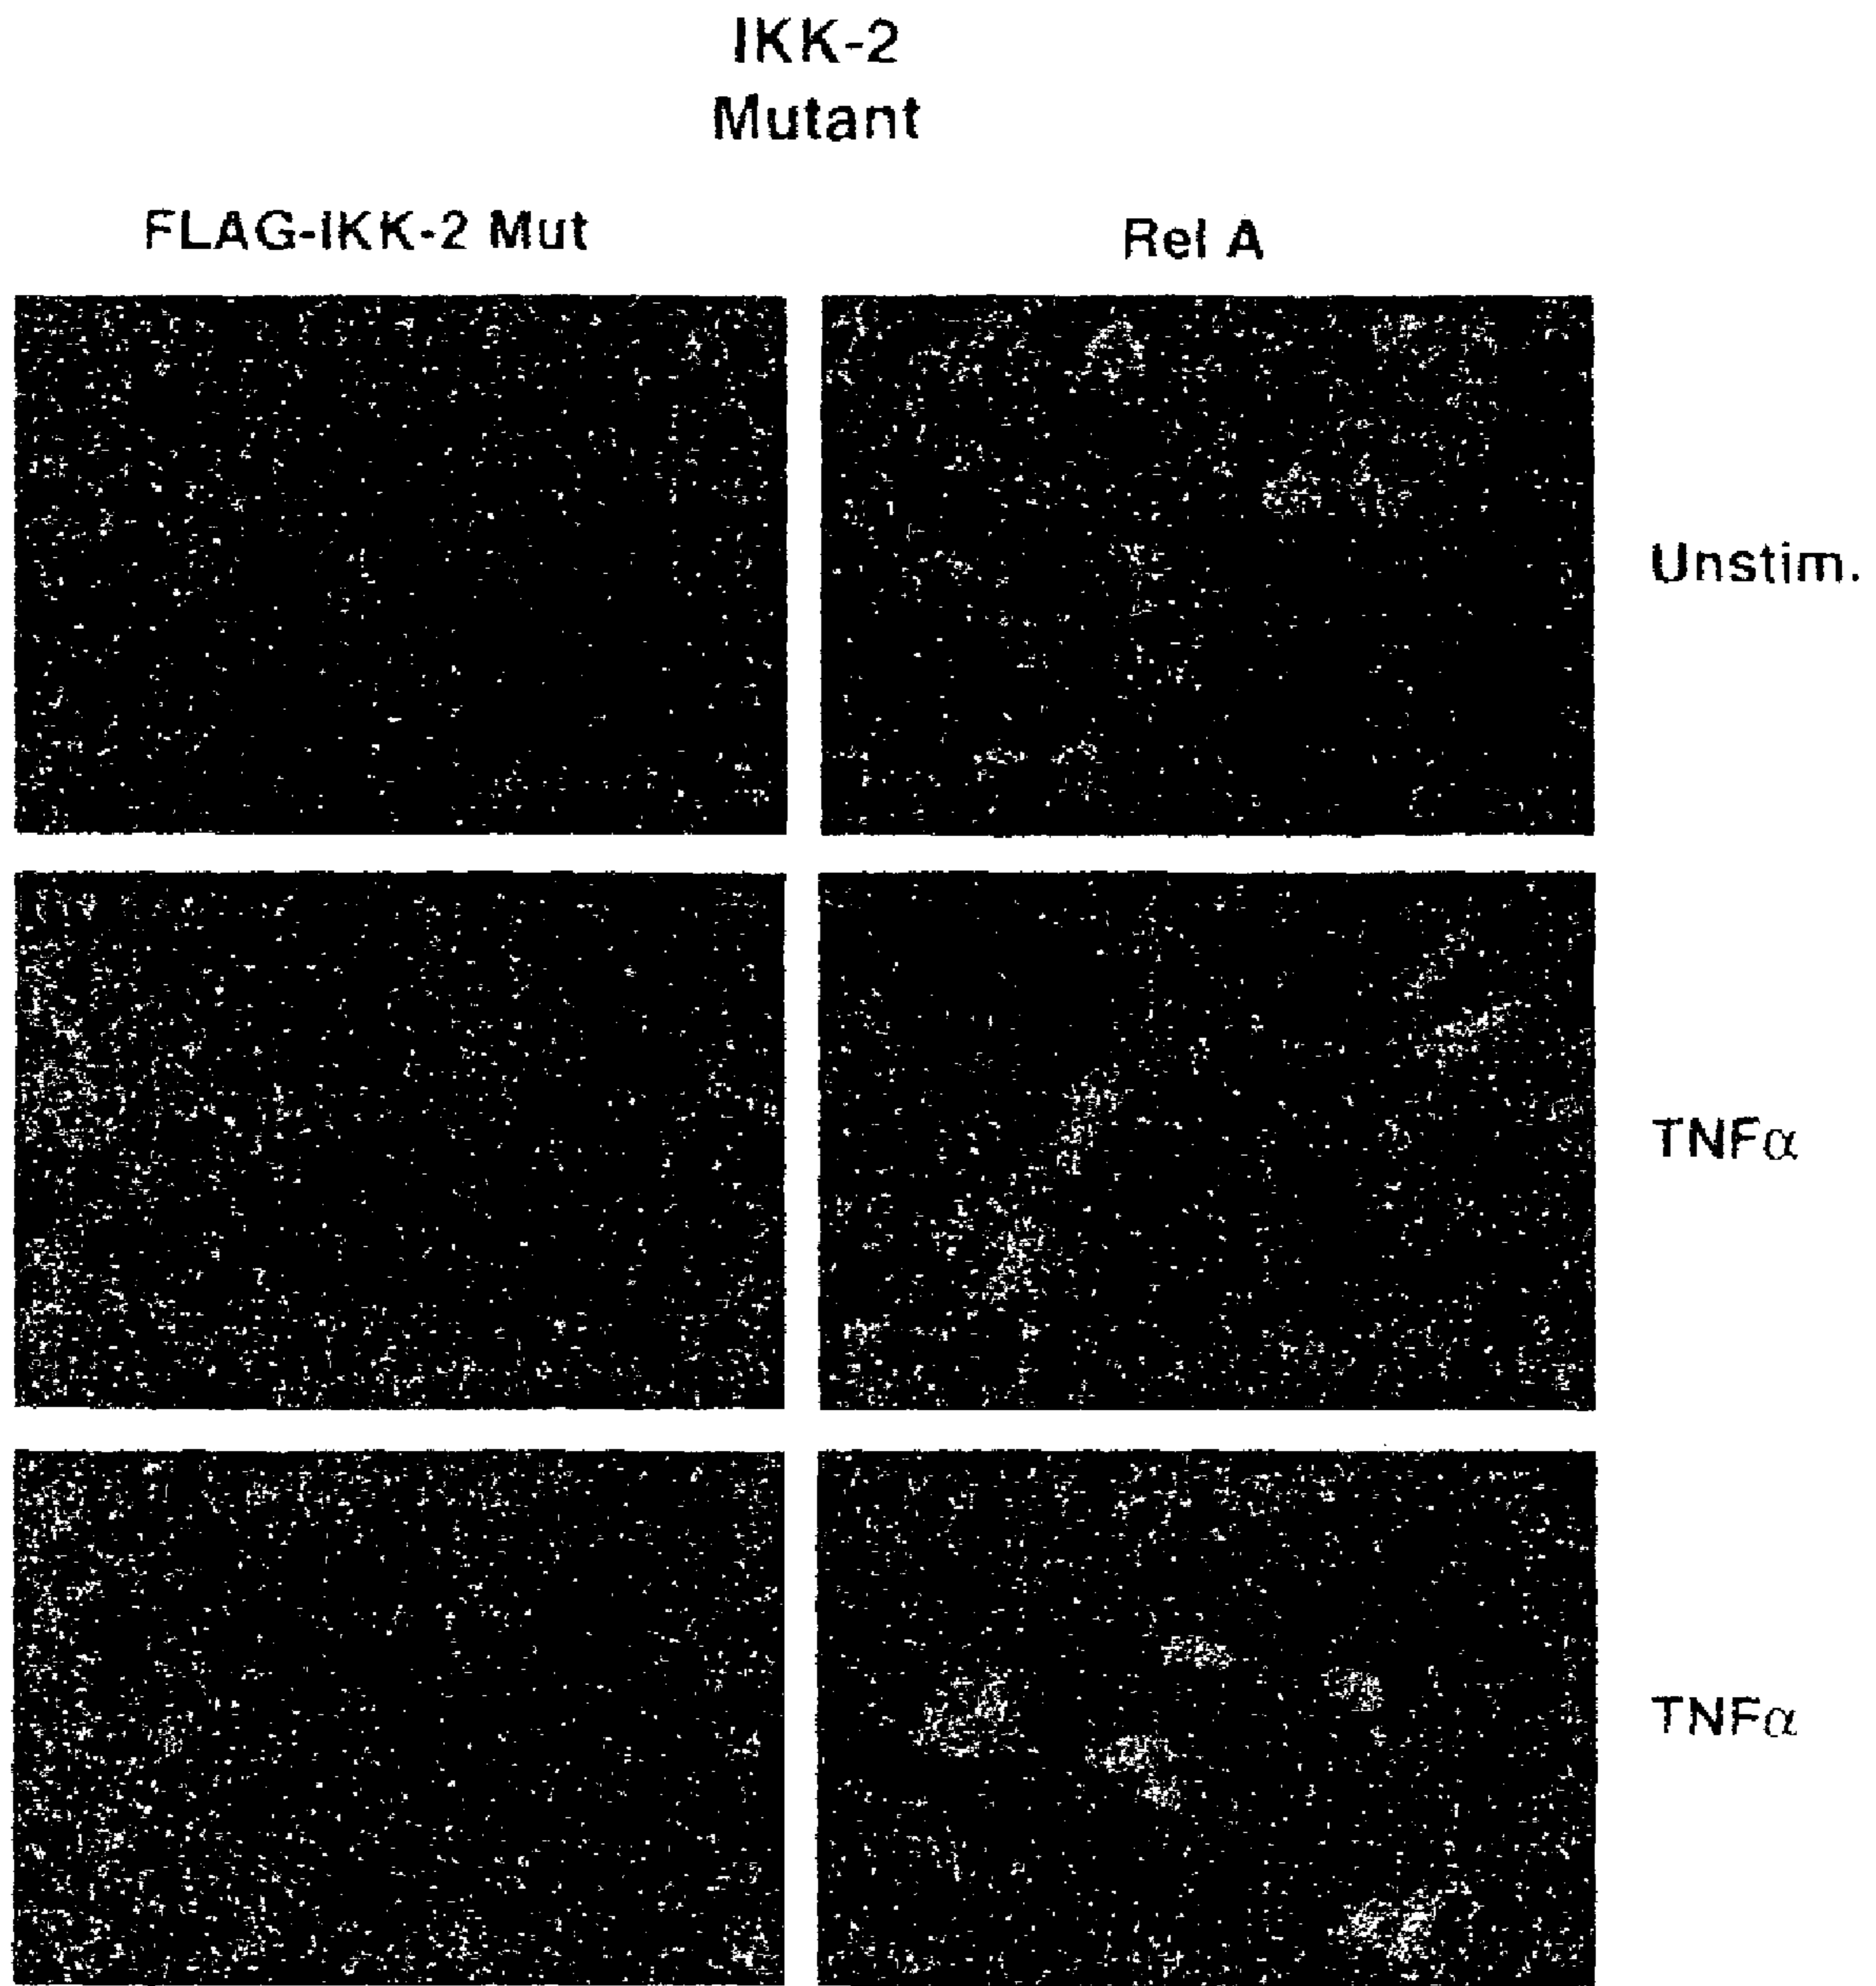 IKK-2
Mutant
FLAG-IKK-2 Mut
Rel A
Unstim.
TNFα
TNFα